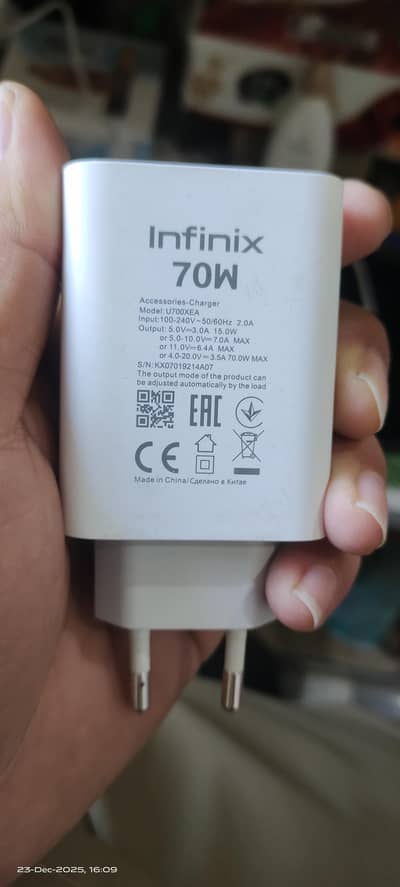 Infinix
70W
Accessories-Charger
Model: U700XEA
Input:100-240V~50/60Hz 2.0A
Output: 5.0V⎓3.0A 15.0W
or 5.0-10.0V⎓7.0A MAX
or 11.0V⎓6.4A MAX
or 4.0-20.0V⎓3.5A 70.0W MAX
S/N: KX07019214A07
The output mode of the product can
be adjusted automatically by the load
EAC
CE
Made in China/Сделано в Китае
23-Dec-2025, 16:09